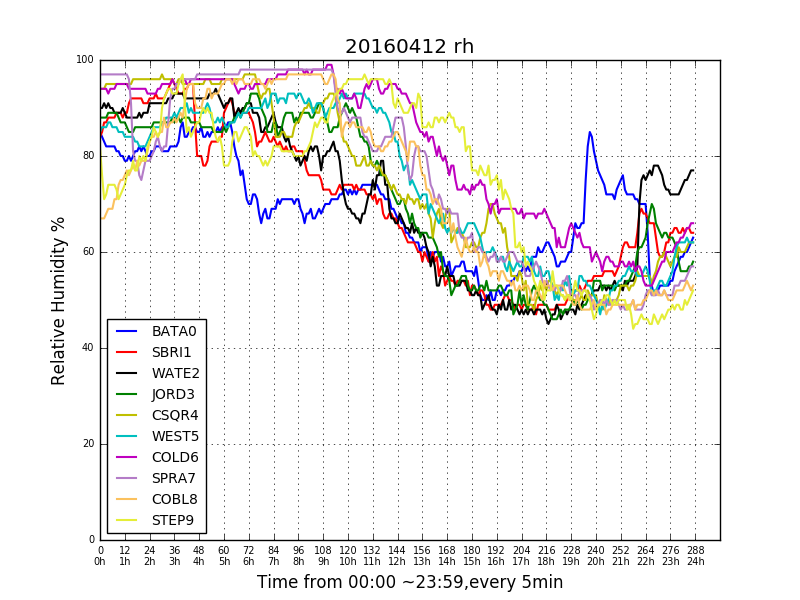 20160412 rh
100
80
60
40
20
0
Relative Humidity %
BATA0
SBRI1
WATE2
JORD3
CSQR4
WEST5
COLD6
SPRA7
COBL8
STEP9
0 12 24 36 48 60 72 84 96 108 120 132 144 156 168 180 192 204 216 228 240 252 264 276 288
0h 1h 2h 3h 4h 5h 6h 7h 8h 9h 10h 11h 12h 13h 14h 15h 16h 17h 18h 19h 20h 21h 22h 23h 24h
Time from 00:00 ~23:59,every 5min